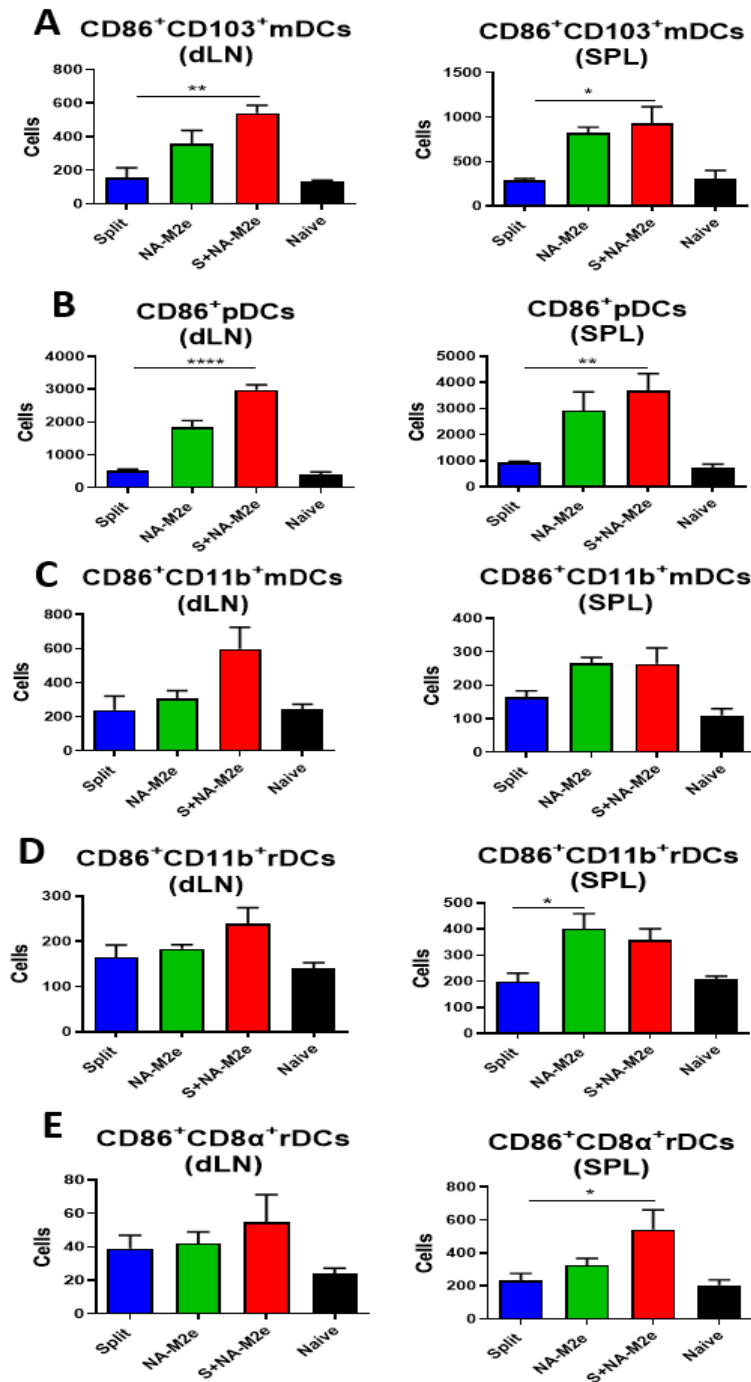 A
CD86⁺CD103⁺mDCs
(dLN)
Cells
800
600
400
200
0
**
Split
NA-M2e
S+NA-M2e
Naive
CD86⁺CD103⁺mDCs
(SPL)
Cells
1500
1000
500
0
*
Split
NA-M2e
S+NA-M2e
Naive
B
CD86⁺pDCs
(dLN)
Cells
4000
3000
2000
1000
0
****
Split
NA-M2e
S+NA-M2e
Naive
CD86⁺pDCs
(SPL)
Cells
5000
4000
3000
2000
1000
0
**
Split
NA-M2e
S+NA-M2e
Naive
C
CD86⁺CD11b⁺mDCs
(dLN)
Cells
800
600
400
200
0
Split
NA-M2e
S+NA-M2e
Naive
CD86⁺CD11b⁺mDCs
(SPL)
Cells
400
300
200
100
0
Split
NA-M2e
S+NA-M2e
Naive
D
CD86⁺CD11b⁺rDCs
(dLN)
Cells
300
200
100
0
Split
NA-M2e
S+NA-M2e
Naive
CD86⁺CD11b⁺rDCs
(SPL)
Cells
500
400
300
200
100
0
*
Split
NA-M2e
S+NA-M2e
Naive
E
CD86⁺CD8α⁺rDCs
(dLN)
Cells
80
60
40
20
0
Split
NA-M2e
S+NA-M2e
Naive
CD86⁺CD8α⁺rDCs
(SPL)
Cells
800
600
400
200
0
*
Split
NA-M2e
S+NA-M2e
Naive